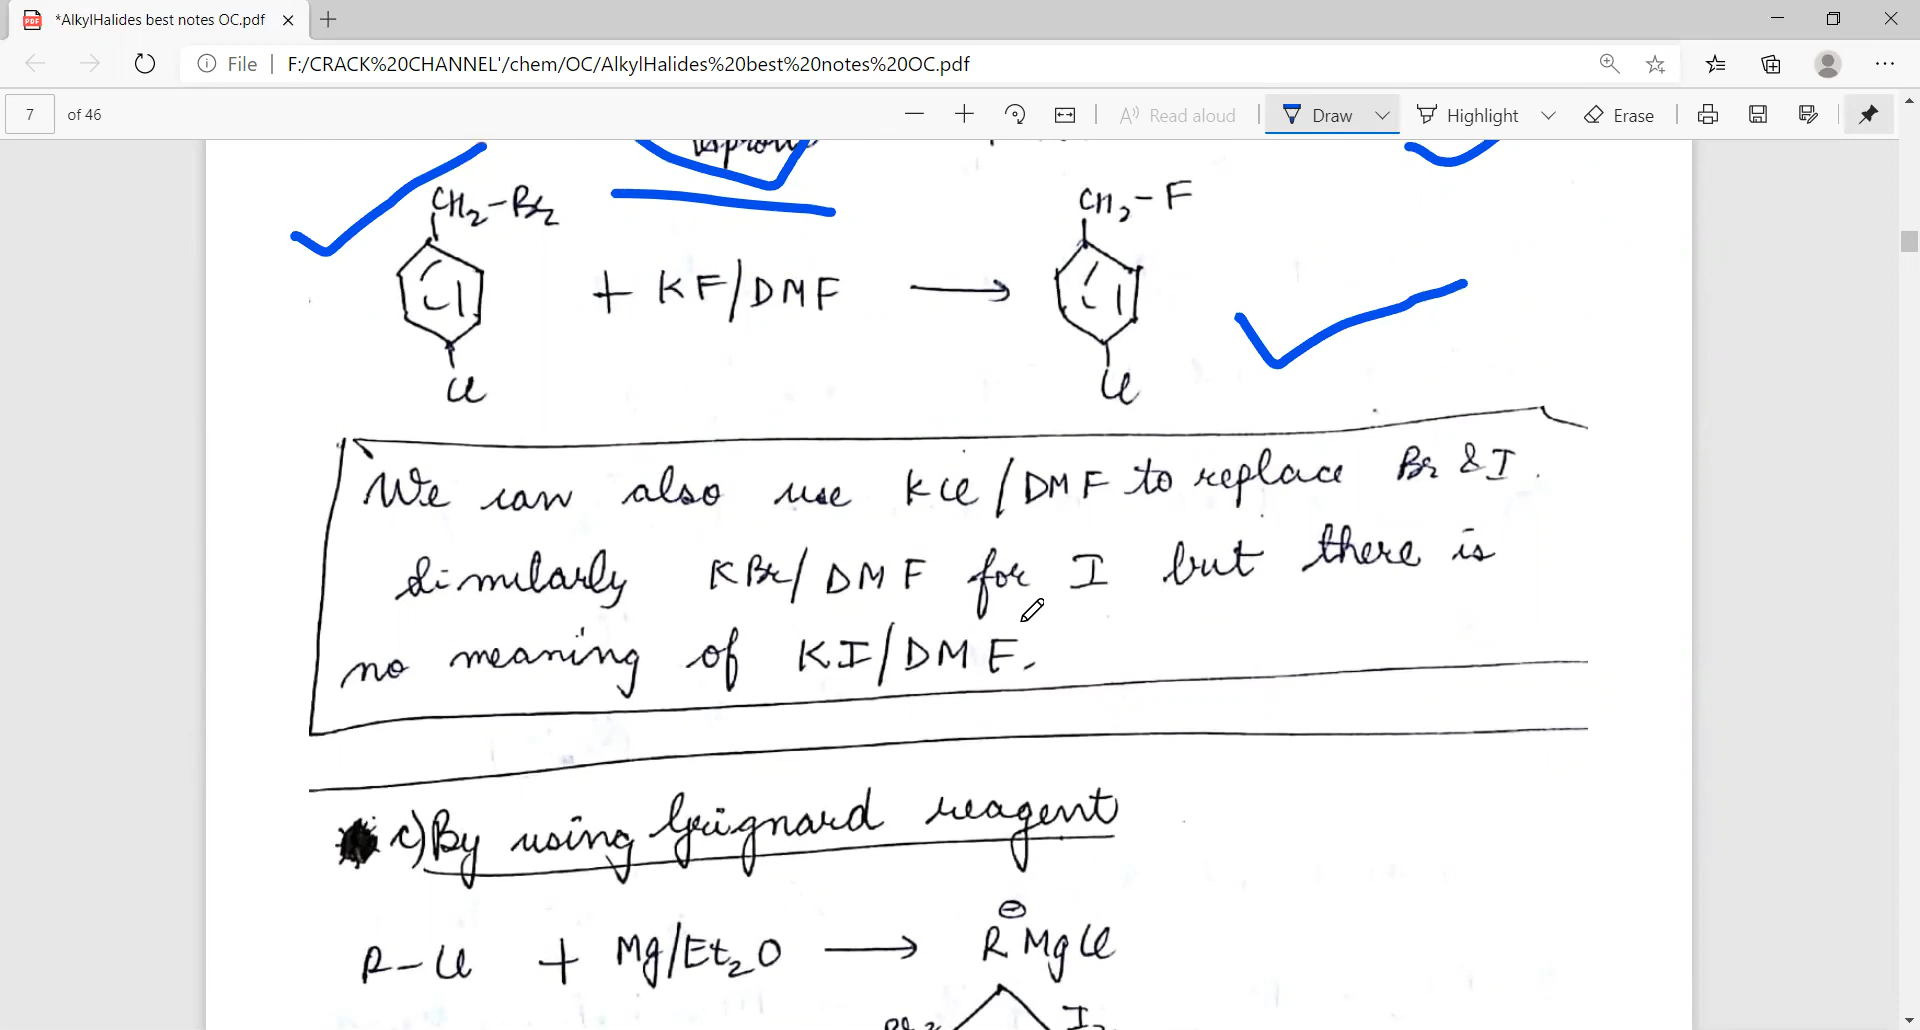 *AlkylHalides best notes OC.pdf
File F:/CRACK%20CHANNEL'/chem/OC/AlkylHalides%20best%20notes%20OC.pdf
7 of 46 Read aloud Draw Highlight Erase
CH2-Br CH2-F
+ KF/DMF →
Cl Cl
We can also use KCl/DMF to replace Br & I.
Similarly KBr/DMF for I but there is
no meaning of KI/DMF.
c) By using Grignard reagent
R-Cl + Mg/Et2O → R⊖MgCl
Br2 I2